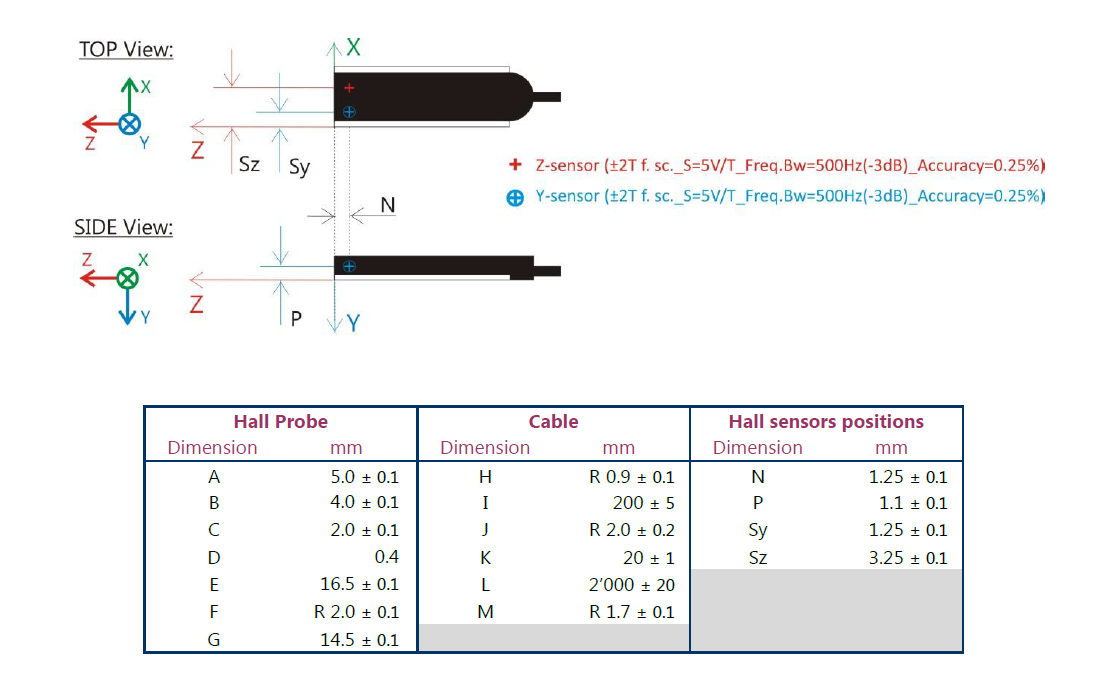 TOP View:
X
X
Z
Y
Z
Sz
Sy
+ Z-sensor (±2T f. sc._S=5V/T_Freq.Bw=500Hz(-3dB)_Accuracy=0.25%)
Y-sensor (±2T f. sc._S=5V/T_Freq.Bw=500Hz(-3dB)_Accuracy=0.25%)
N
SIDE View:
Z
X
Y
Z
P
Y
Hall Probe Cable Hall sensors positions
Dimension mm Dimension mm Dimension mm
A 5.0 ± 0.1 H R 0.9 ± 0.1 N 1.25 ± 0.1
B 4.0 ± 0.1 I 200 ± 5 P 1.1 ± 0.1
C 2.0 ± 0.1 J R 2.0 ± 0.2 Sy 1.25 ± 0.1
D 0.4 K 20 ± 1 Sz 3.25 ± 0.1
E 16.5 ± 0.1 L 2’000 ± 20
F R 2.0 ± 0.1 M R 1.7 ± 0.1
G 14.5 ± 0.1